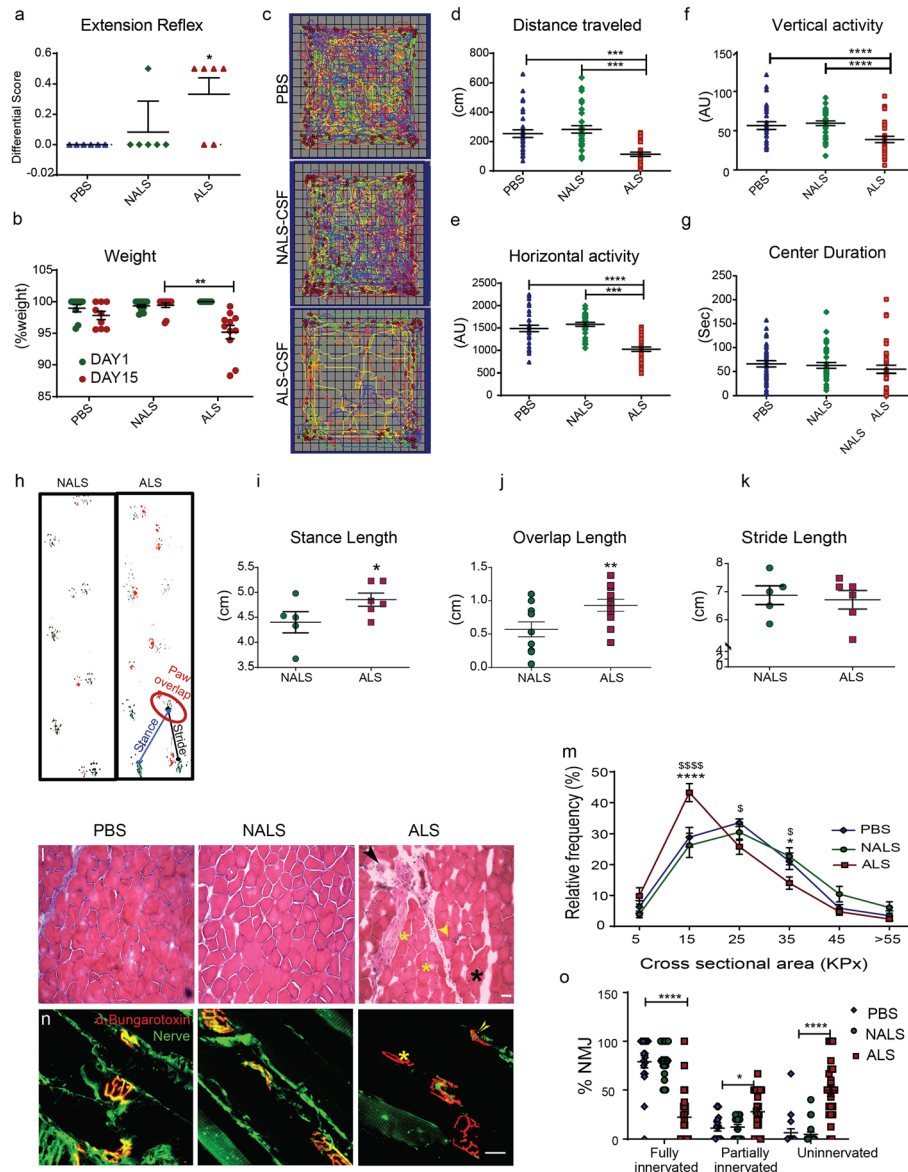 a
Extension Reflex
Differential Score
0.6
0.4
0.2
0.0
-0.02
*
PBS
NALS
ALS
b
Weight
(%weight)
105
100
95
90
85
**
DAY1
DAY15
PBS
NALS
ALS
c
PBS
NALS-CSF
ALS-CSF
d
Distance traveled
(cm)
800
600
400
200
0
***
***
PBS
NALS
ALS
e
Horizontal activity
(AU)
2500
2000
1500
1000
500
0
****
***
PBS
NALS
ALS
f
Vertical activity
(AU)
150
100
50
0
****
****
PBS
NALS
ALS
g
Center Duration
(Sec)
200
150
100
50
0
PBS
NALS
ALS
NALS
h
NALS
ALS
Paw
overlap
Stance
Stride
i
Stance Length
(cm)
5.5
5.0
4.5
4.0
3.5
*
NALS
ALS
j
Overlap Length
(cm)
1.5
1.0
0.5
0.0
**
NALS
ALS
k
Stride Length
(cm)
9
8
7
6
5
4
2
0
NALS
ALS
PBS
NALS
ALS
l
*
*
m
Relative frequency (%)
50
40
30
20
10
0
$$$$
****
$
$
*
PBS
NALS
ALS
5
15
25
35
45
>55
Cross sectional area (KPx)
n
α-Bungarotoxin
Nerve
*
o
% NMJ
100
50
0
****
*
****
PBS
NALS
ALS
Fully
innervated
Partially
innervated
Uninnervated